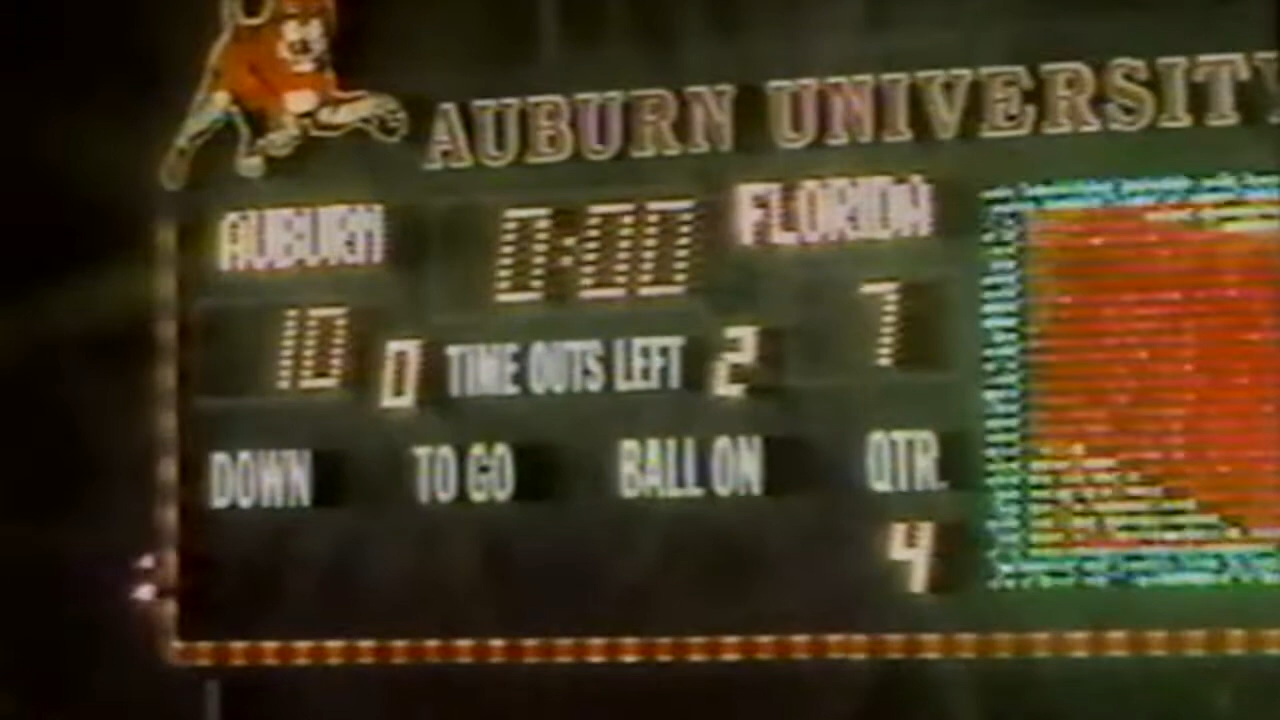 AUBURN UNIVERSITY
AUBURN 0:00 FLORIDA
10 0 TIME OUTS LEFT 2 7
DOWN TO GO BALL ON QTR.
4